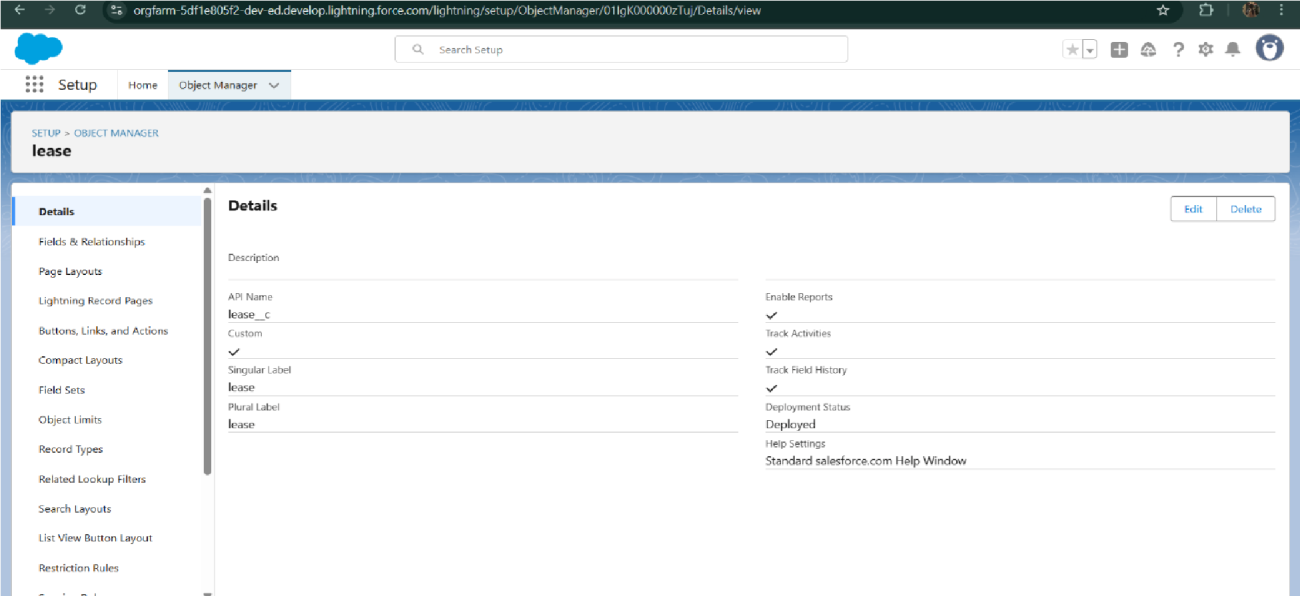 orgfarm-5df1e805f2-dev-ed.develop.lightning.force.com/lightning/setup/ObjectManager/01IgK000000zTuj/Details/view
Search Setup
Setup
Home
Object Manager
SETUP > OBJECT MANAGER
lease
Details
Fields & Relationships
Page Layouts
Lightning Record Pages
Buttons, Links, and Actions
Compact Layouts
Field Sets
Object Limits
Record Types
Related Lookup Filters
Search Layouts
List View Button Layout
Restriction Rules
Details
Edit
Delete
Description
API Name
lease__c
Custom
Singular Label
lease
Plural Label
lease
Enable Reports
Track Activities
Track Field History
Deployment Status
Deployed
Help Settings
Standard salesforce.com Help Window